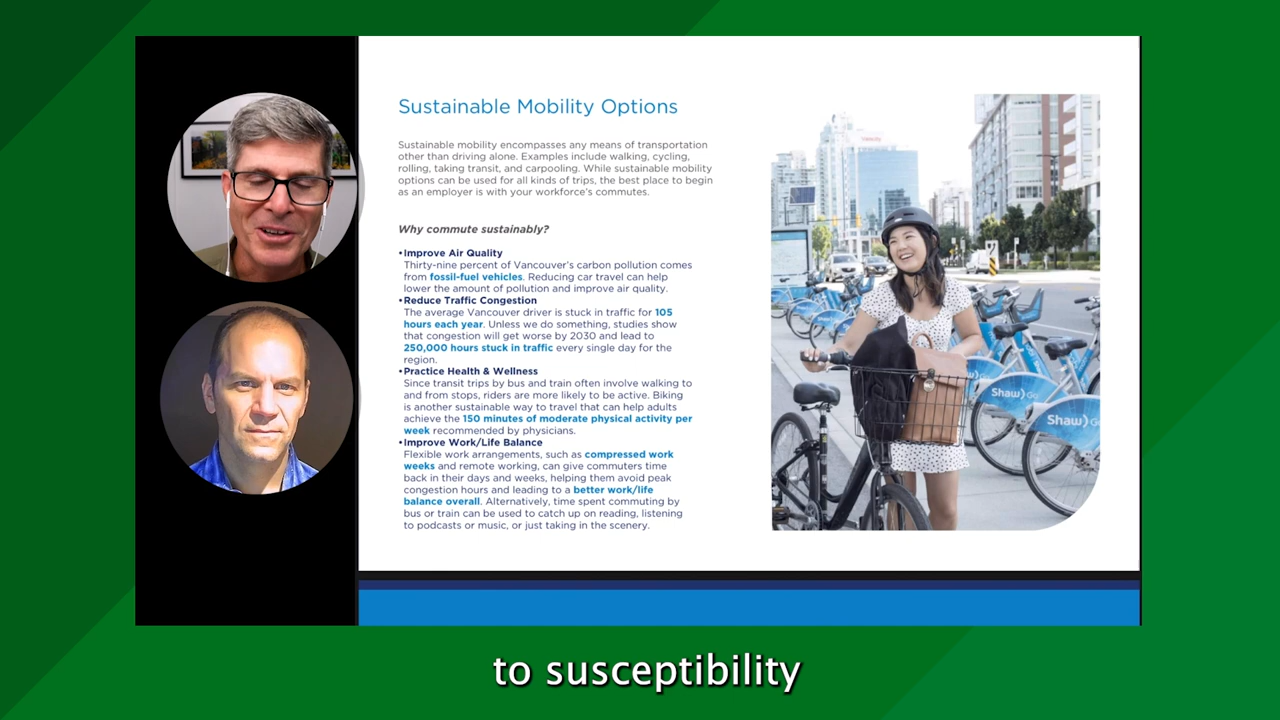 Sustainable Mobility Options
Sustainable mobility encompasses any means of transportation
other than driving alone. Examples include walking, cycling,
rolling, taking transit, and carpooling. While sustainable mobility
options can be used for all kinds of trips, the best place to begin
as an employer is with your workforce's commutes.
Why commute sustainably?
•Improve Air Quality
Thirty-nine percent of Vancouver's carbon pollution comes
from fossil-fuel vehicles. Reducing car travel can help
lower the amount of pollution and improve air quality.
•Reduce Traffic Congestion
The average Vancouver driver is stuck in traffic for 105
hours each year. Unless we do something, studies show
that congestion will get worse by 2030 and lead to
250,000 hours stuck in traffic every single day for the
region.
•Practice Health & Wellness
Since transit trips by bus and train often involve walking to
and from stops, riders are more likely to be active. Biking
is another sustainable way to travel that can help adults
achieve the 150 minutes of moderate physical activity per
week recommended by physicians.
•Improve Work/Life Balance
Flexible work arrangements, such as compressed work
weeks and remote working, can give commuters time
back in their days and weeks, helping them avoid peak
congestion hours and leading to a better work/life
balance overall. Alternatively, time spent commuting by
bus or train can be used to catch up on reading, listening
to podcasts or music, or just taking in the scenery.
Shaw) Go
Shaw)
Shaw) Go
to susceptibility